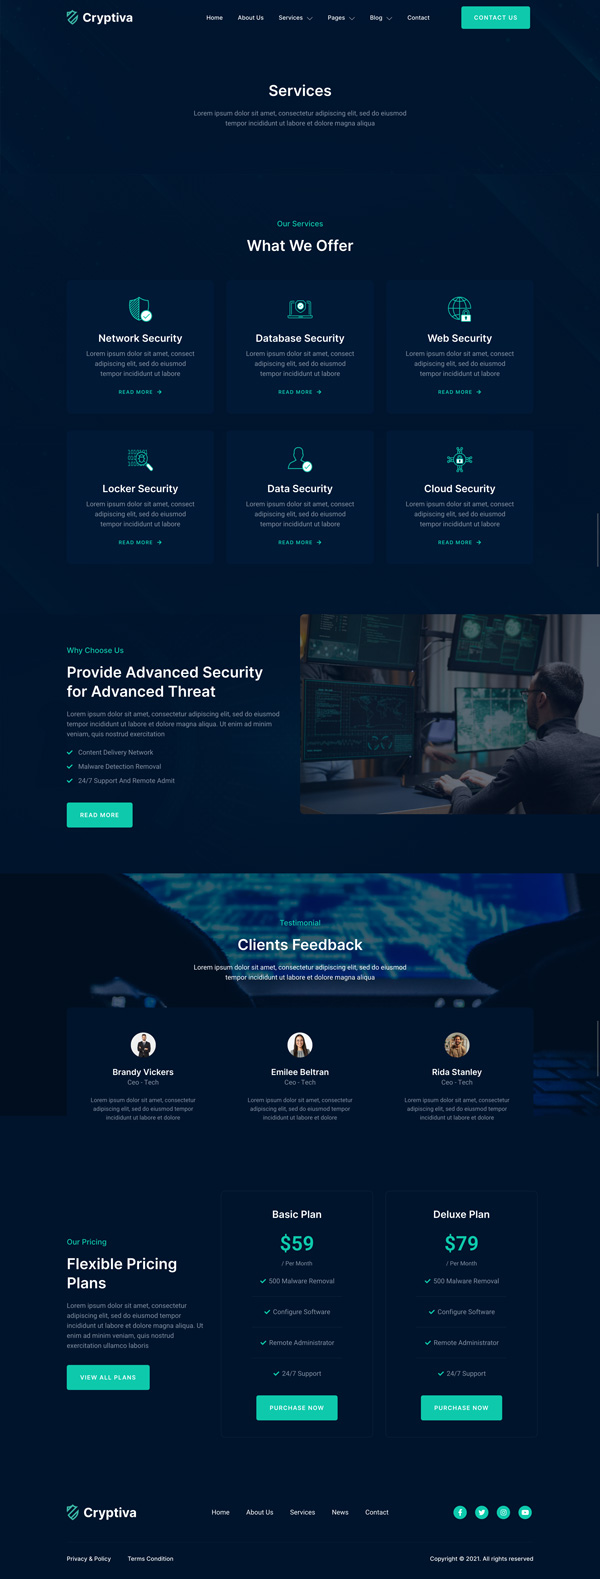 Cryptiva
Home About Us Services Pages Blog Contact
CONTACT US
Services
Lorem ipsum dolor sit amet, consectetur adipiscing elit, sed do eiusmod
tempor incididunt ut labore et dolore magna aliqua
Our Services
What We Offer
Network Security
Lorem ipsum dolor sit amet, consect
adipiscing elit, sed do eiusmod
tempor incididunt ut labore
READ MORE
Database Security
Lorem ipsum dolor sit amet, consect
adipiscing elit, sed do eiusmod
tempor incididunt ut labore
READ MORE
Web Security
Lorem ipsum dolor sit amet, consect
adipiscing elit, sed do eiusmod
tempor incididunt ut labore
READ MORE
Locker Security
Lorem ipsum dolor sit amet, consect
adipiscing elit, sed do eiusmod
tempor incididunt ut labore
READ MORE
Data Security
Lorem ipsum dolor sit amet, consect
adipiscing elit, sed do eiusmod
tempor incididunt ut labore
READ MORE
Cloud Security
Lorem ipsum dolor sit amet, consect
adipiscing elit, sed do eiusmod
tempor incididunt ut labore
READ MORE
Why Choose Us
Provide Advanced Security
for Advanced Threat
Lorem ipsum dolor sit amet, consectetur adipiscing elit, sed do eiusmod
tempor incididunt ut labore et dolore magna aliqua. Ut enim ad minim
veniam, quis nostrud exercitation
Content Delivery Network
Malware Detection Removal
24/7 Support And Remote Admit
READ MORE
Testimonial
Clients Feedback
Lorem ipsum dolor sit amet, consectetur adipiscing elit, sed do eiusmod
tempor incididunt ut labore et dolore magna aliqua
Brandy Vickers
Ceo - Tech
Lorem ipsum dolor sit amet, consectetur
adipiscing elit, sed do eiusmod tempor
incididunt ut labore et dolore
Emilee Beltran
Ceo - Tech
Lorem ipsum dolor sit amet, consectetur
adipiscing elit, sed do eiusmod tempor
incididunt ut labore et dolore
Rida Stanley
Ceo - Tech
Lorem ipsum dolor sit amet, consectetur
adipiscing elit, sed do eiusmod tempor
incididunt ut labore et dolore
Our Pricing
Flexible Pricing
Plans
Lorem ipsum dolor sit amet, consectetur
adipiscing elit, sed do eiusmod tempor
incididunt ut labore et dolore magna aliqua. Ut
enim ad minim veniam, quis nostrud
exercitation ullamco laboris
VIEW ALL PLANS
Basic Plan
$59
/ Per Month
500 Malware Removal
Configure Software
Remote Administrator
24/7 Support
PURCHASE NOW
Deluxe Plan
$79
/ Per Month
500 Malware Removal
Configure Software
Remote Administrator
24/7 Support
PURCHASE NOW
Cryptiva
Home About Us Services News Contact
Privacy & Policy Terms Condition
Copyright © 2021. All rights reserved